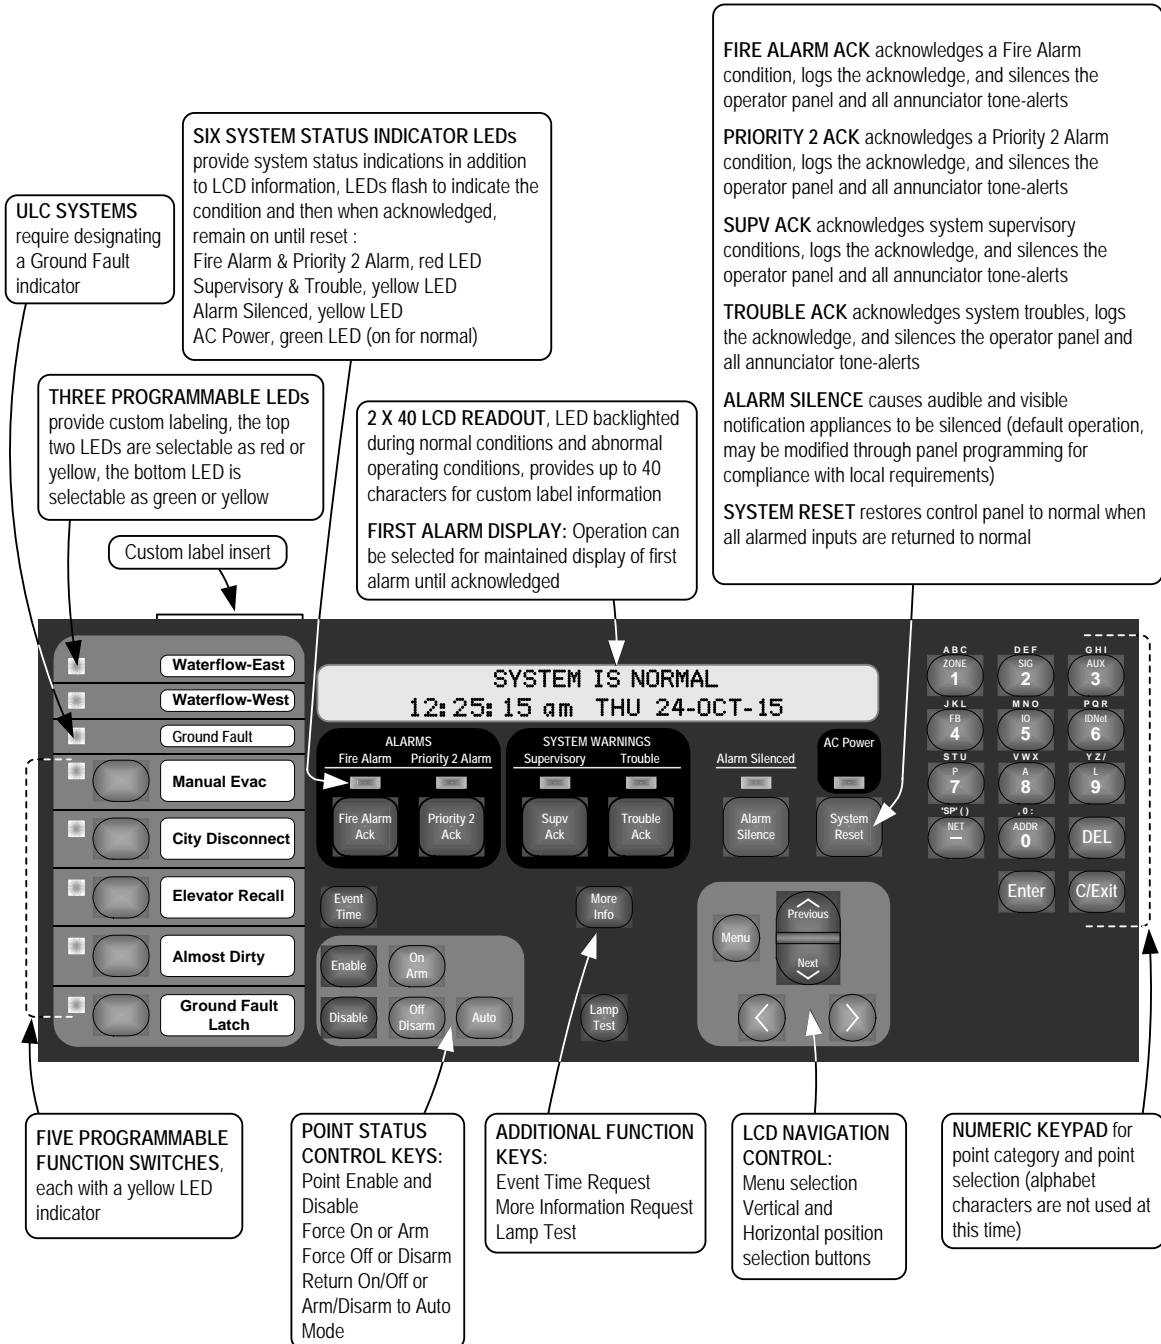 FIRE ALARM ACK acknowledges a Fire Alarm
condition, logs the acknowledge, and silences the
operator panel and all annunciator tone-alerts
PRIORITY 2 ACK acknowledges a Priority 2 Alarm
condition, logs the acknowledge, and silences the
operator panel and all annunciator tone-alerts
SUPV ACK acknowledges system supervisory
conditions, logs the acknowledge, and silences the
operator panel and all annunciator tone-alerts
TROUBLE ACK acknowledges system troubles, logs
the acknowledge, and silences the operator panel and
all annunciator tone-alerts
ALARM SILENCE causes audible and visible
notification appliances to be silenced (default operation,
may be modified through panel programming for
compliance with local requirements)
SYSTEM RESET restores control panel to normal when
all alarmed inputs are returned to normal
SIX SYSTEM STATUS INDICATOR LEDs
provide system status indications in addition
to LCD information, LEDs flash to indicate the
condition and then when acknowledged,
remain on until reset :
Fire Alarm & Priority 2 Alarm, red LED
Supervisory & Trouble, yellow LED
Alarm Silenced, yellow LED
AC Power, green LED (on for normal)
ULC SYSTEMS
require designating
a Ground Fault
indicator
THREE PROGRAMMABLE LEDs
provide custom labeling, the top
two LEDs are selectable as red or
yellow, the bottom LED is
selectable as green or yellow
2 X 40 LCD READOUT, LED backlighted
during normal conditions and abnormal
operating conditions, provides up to 40
characters for custom label information
FIRST ALARM DISPLAY: Operation can
be selected for maintained display of first
alarm until acknowledged
Custom label insert
Waterflow-East
Waterflow-West
Ground Fault
Manual Evac
City Disconnect
Elevator Recall
Almost Dirty
Ground Fault
Latch
SYSTEM IS NORMAL
12:25:15 am THU 24-OCT-15
ALARMS
Fire Alarm Priority 2 Alarm
Fire Alarm
Ack
Priority 2
Ack
SYSTEM WARNINGS
Supervisory Trouble
Supv
Ack
Trouble
Ack
Alarm Silenced
Alarm
Silence
AC Power
System
Reset
Event
Time
More
Info
Enable
On
Arm
Disable
Off
Disarm
Auto
Lamp
Test
Menu
Previous
Next
ABC DEF GHI
ZONE SIG AUX
1 2 3
JKL MNO PQR
FB IO IDNet
4 5 6
STU VWX YZ/
P A L
7 8 9
'SP' ( ) , 0 :
NET ADDR
– 0 DEL
Enter C/Exit
FIVE PROGRAMMABLE
FUNCTION SWITCHES,
each with a yellow LED
indicator
POINT STATUS
CONTROL KEYS:
Point Enable and
Disable
Force On or Arm
Force Off or Disarm
Return On/Off or
Arm/Disarm to Auto
Mode
ADDITIONAL FUNCTION
KEYS:
Event Time Request
More Information Request
Lamp Test
LCD NAVIGATION
CONTROL:
Menu selection
Vertical and
Horizontal position
selection buttons
NUMERIC KEYPAD for
point category and point
selection (alphabet
characters are not used at
this time)